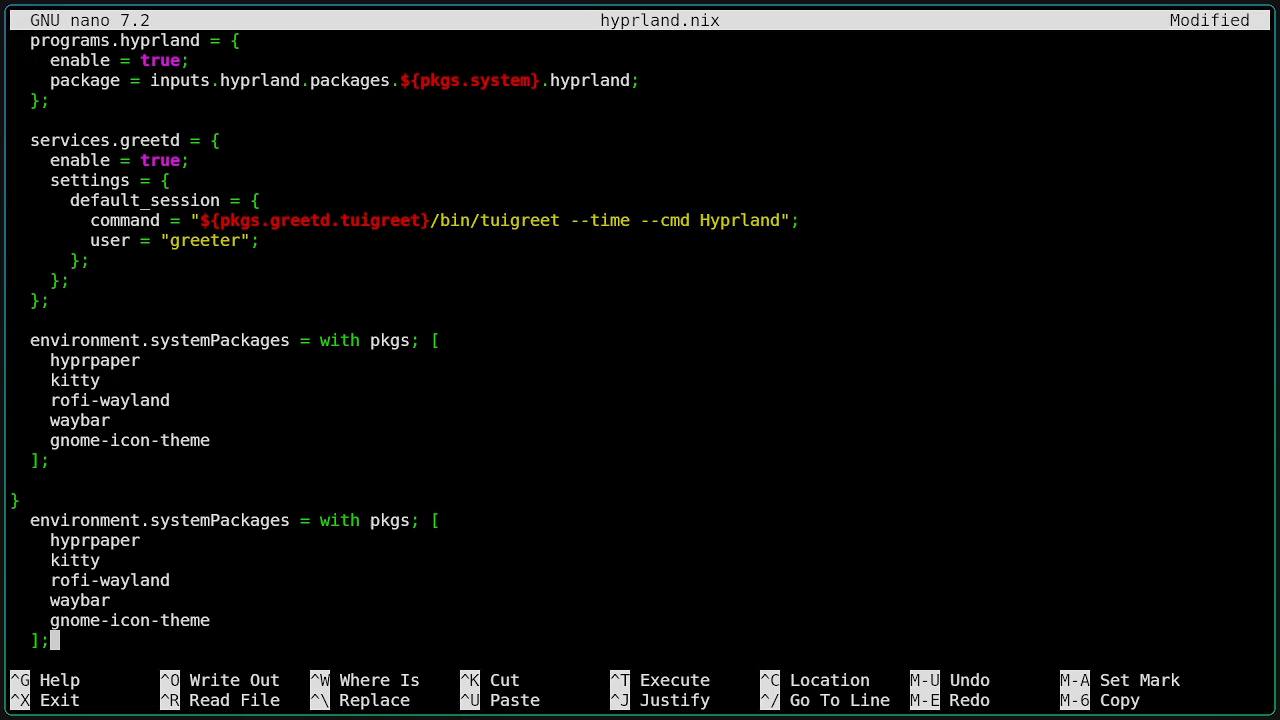 GNU nano 7.2 hyprland.nix Modified
programs.hyprland = {
enable = true;
package = inputs.hyprland.packages.${pkgs.system}.hyprland;
};
services.greetd = {
enable = true;
settings = {
default_session = {
command = "${pkgs.greetd.tuigreet}/bin/tuigreet --time --cmd Hyprland";
user = "greeter";
};
};
};
environment.systemPackages = with pkgs; [
hyprpaper
kitty
rofi-wayland
waybar
gnome-icon-theme
];
}
environment.systemPackages = with pkgs; [
hyprpaper
kitty
rofi-wayland
waybar
gnome-icon-theme
];
^G Help ^O Write Out ^W Where Is ^K Cut ^T Execute ^C Location M-U Undo M-A Set Mark
^X Exit ^R Read File ^\ Replace ^U Paste ^J Justify ^/ Go To Line M-E Redo M-6 Copy